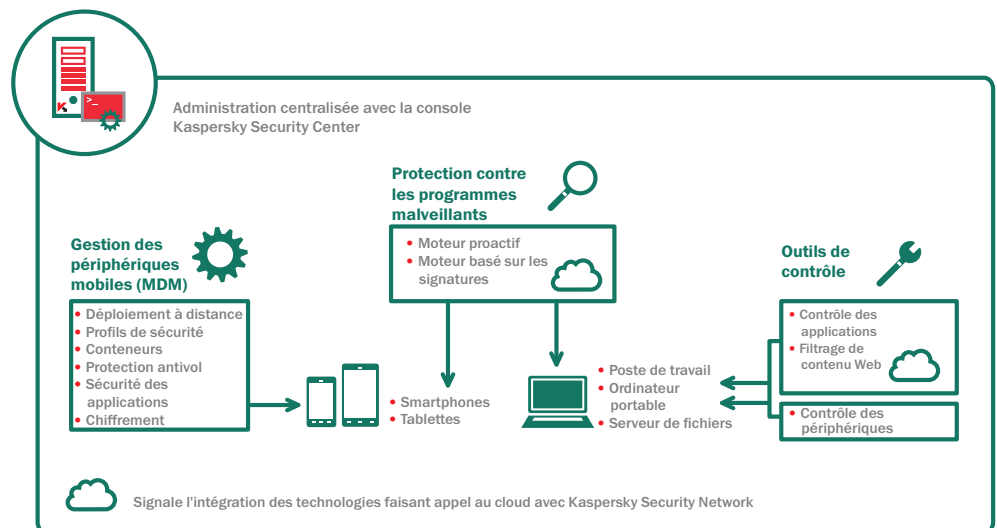 Administration centralisée avec la console
Kaspersky Security Center
Protection contre
les programmes
malveillants
• Moteur proactif
• Moteur basé sur les
signatures
Gestion des
périphériques
mobiles (MDM)
• Déploiement à distance
• Profils de sécurité
• Conteneurs
• Protection antivol
• Sécurité des
applications
• Chiffrement
• Smartphones
• Tablettes
• Poste de travail
• Ordinateur
portable
• Serveur de fichiers
Outils de
contrôle
• Contrôle des
applications
• Filtrage de
contenu Web
• Contrôle des
périphériques
Signale l'intégration des technologies faisant appel au cloud avec Kaspersky Security Network